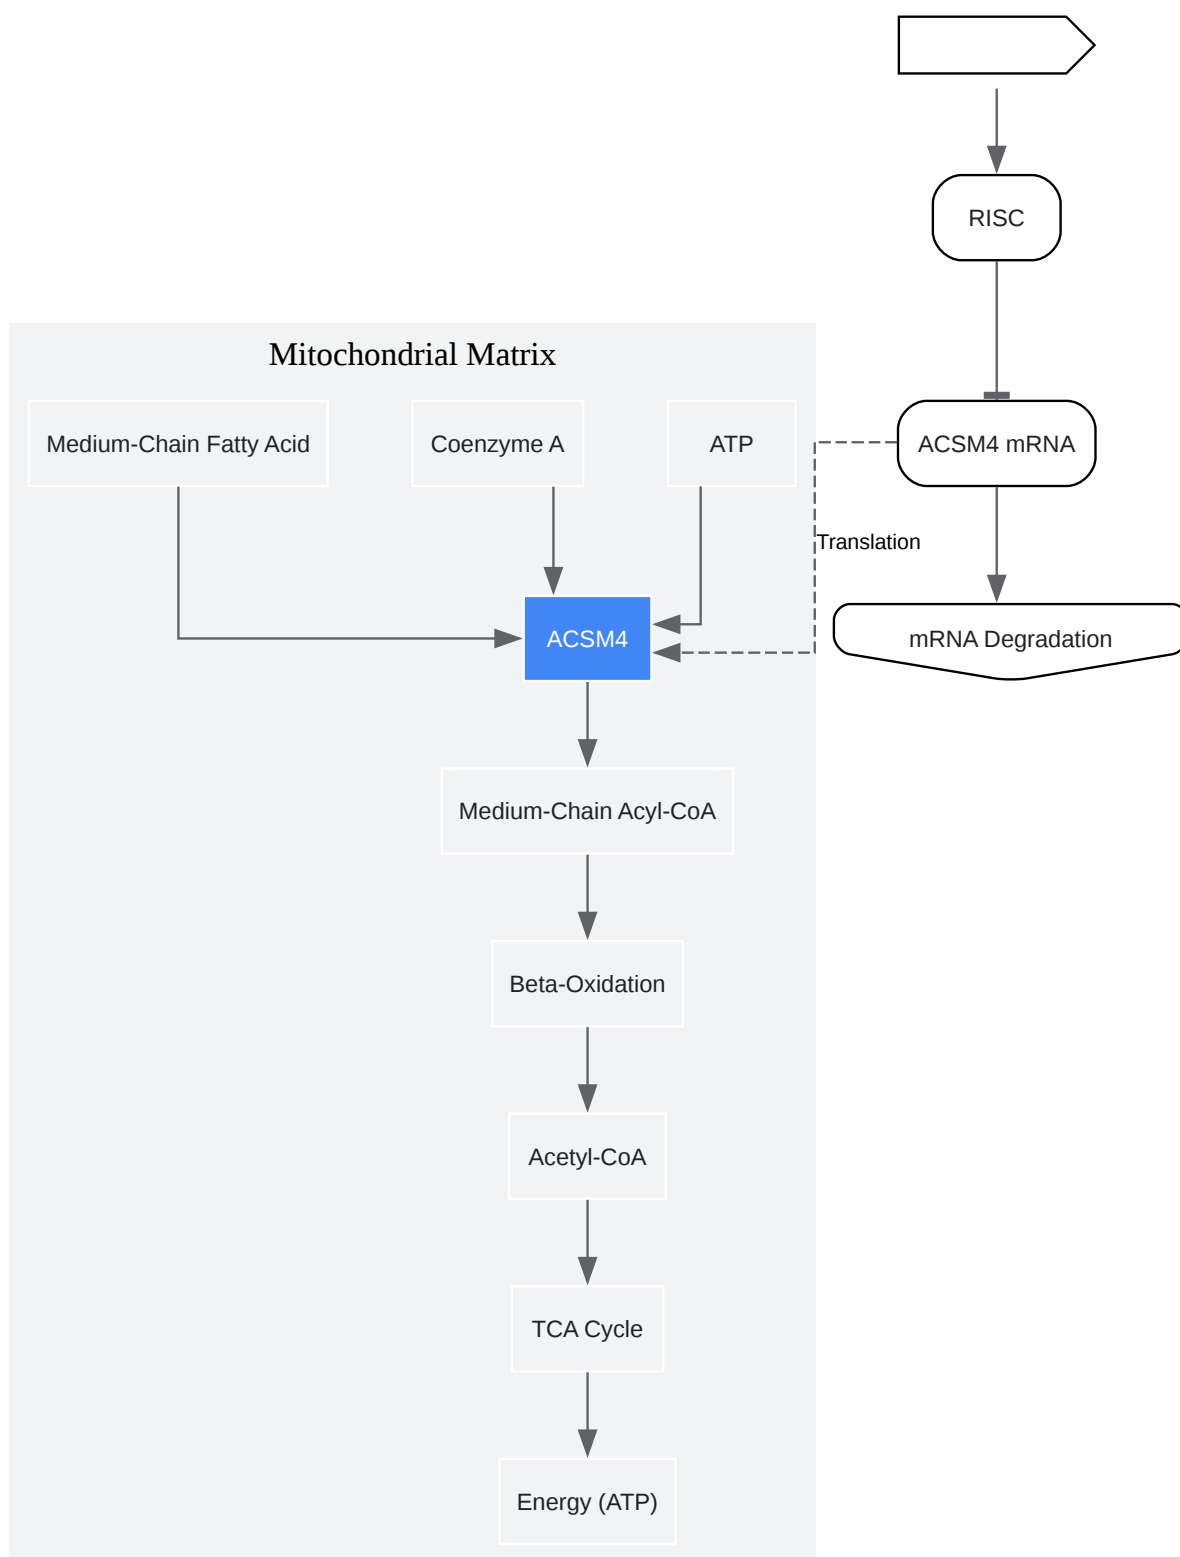 RISC
Mitochondrial Matrix
Medium-Chain Fatty Acid
Coenzyme A
ATP
ACSM4 mRNA
Translation
ACSM4
mRNA Degradation
Medium-Chain Acyl-CoA
Beta-Oxidation
Acetyl-CoA
TCA Cycle
Energy (ATP)